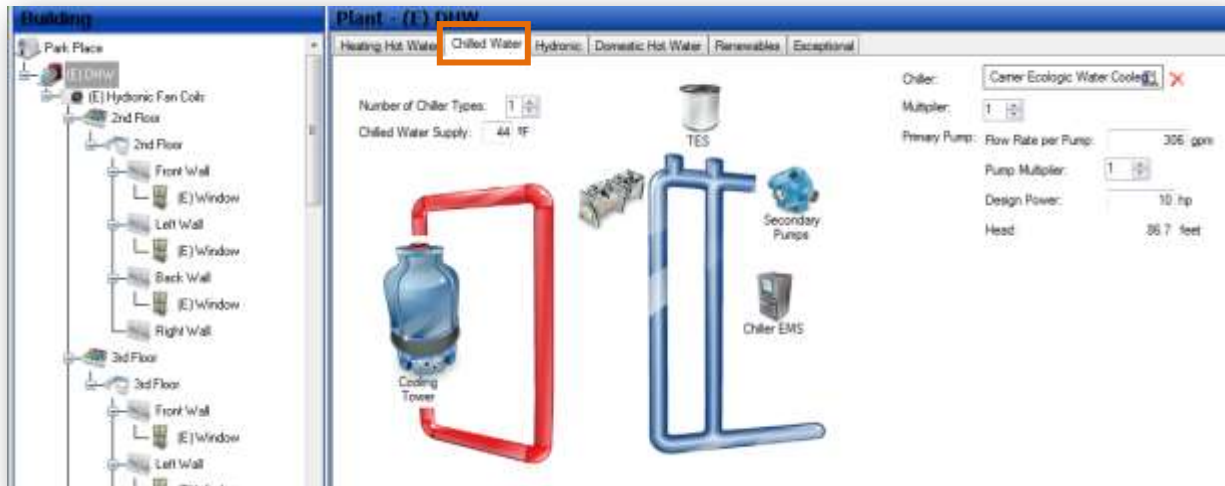 Building
Park Place
(E) DHW
(E) Hydronic Fan Coils
2nd Floor
2nd Floor
Front Wall
(E) Window
Left Wall
(E) Window
Back Wall
(E) Window
Right Wall
3rd Floor
3rd Floor
Front Wall
(E) Window
Left Wall
Plant - (E) DHW
Heating Hot Water Chilled Water Hydronic Domestic Hot Water Renewables Exceptional
Number of Chiller Types: 1
Chilled Water Supply: 44 ºF
TES
Secondary
Pumps
Chiller EMS
Cooling
Tower
Chiller: Carrier Ecologic Water Cooled
Multiplier: 1
Primary Pump: Flow Rate per Pump: 306 gpm
Pump Multiplier: 1
Design Power: 10 hp
Head 86.7 feet